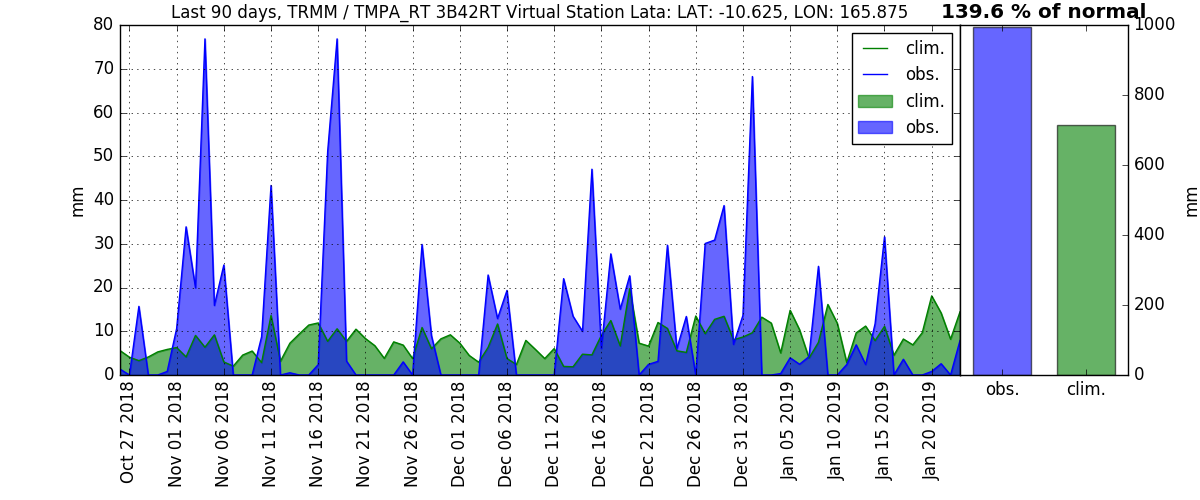 Last 90 days, TRMM / TMPA_RT 3B42RT Virtual Station Lata: LAT: -10.625, LON: 165.875
139.6 % of normal
80
70
60
50
40
30
20
10
0
mm
clim.
obs.
clim.
obs.
1000
800
600
400
200
0
mm
obs.
clim.
Oct 27 2018
Nov 01 2018
Nov 06 2018
Nov 11 2018
Nov 16 2018
Nov 21 2018
Nov 26 2018
Dec 01 2018
Dec 06 2018
Dec 11 2018
Dec 16 2018
Dec 21 2018
Dec 26 2018
Dec 31 2018
Jan 05 2019
Jan 10 2019
Jan 15 2019
Jan 20 2019